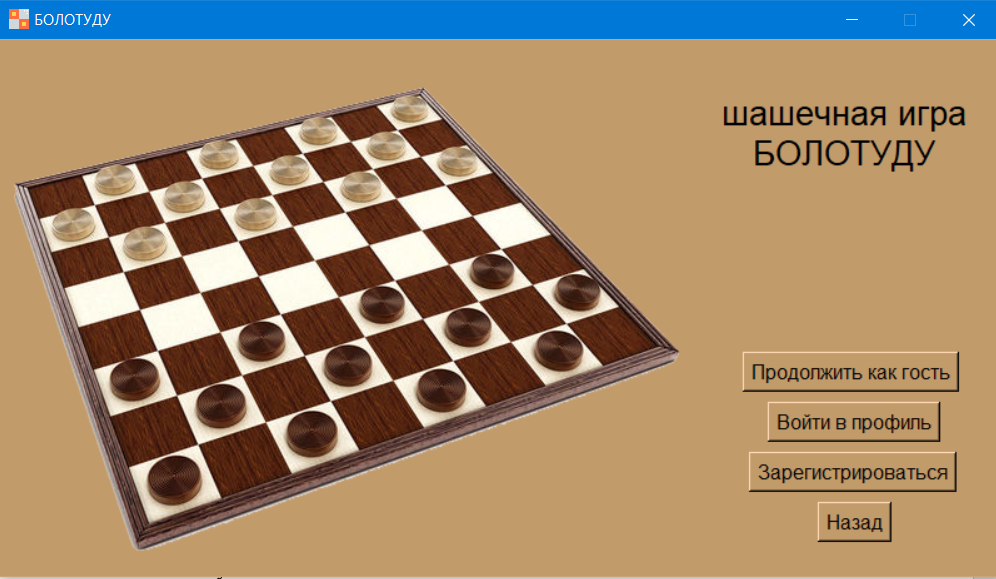 БОЛОТУДУ
шашечная игра
БОЛОТУДУ
Продолжить как гость
Войти в профиль
Зарегистрироваться
Назад